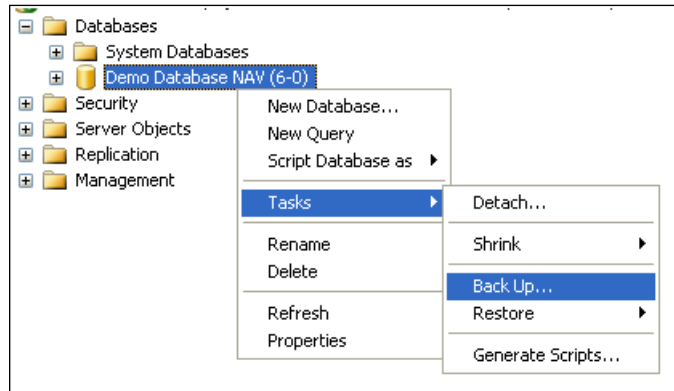 Databases
System Databases
Demo Database NAV (6-0)
Security
Server Objects
Replication
Management
New Database...
New Query
Script Database as
Tasks
Rename
Delete
Refresh
Properties
Detach...
Shrink
Back Up...
Restore
Generate Scripts...